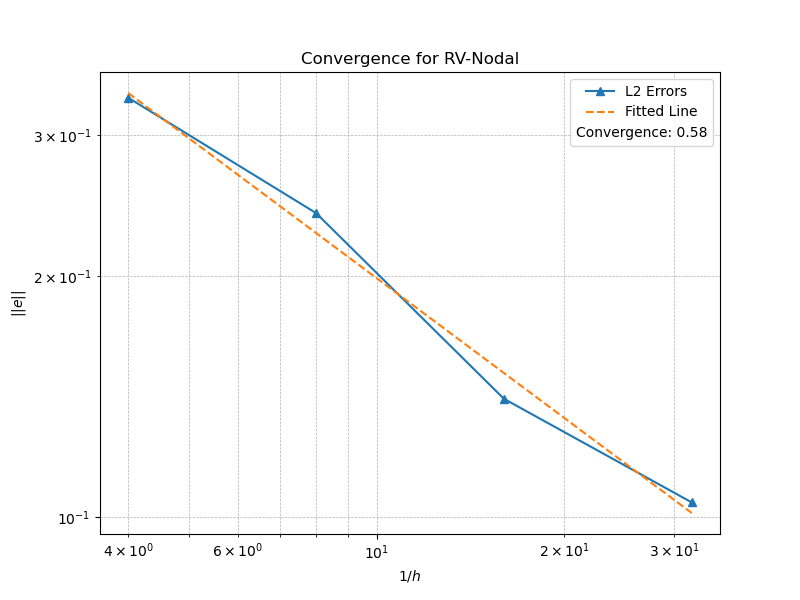 Convergence for RV-Nodal
L2 Errors
Fitted Line
Convergence: 0.58
3 × 10⁻¹
2 × 10⁻¹
10⁻¹
||e||
4 × 10⁰
6 × 10⁰
10¹
2 × 10¹
3 × 10¹
1/h